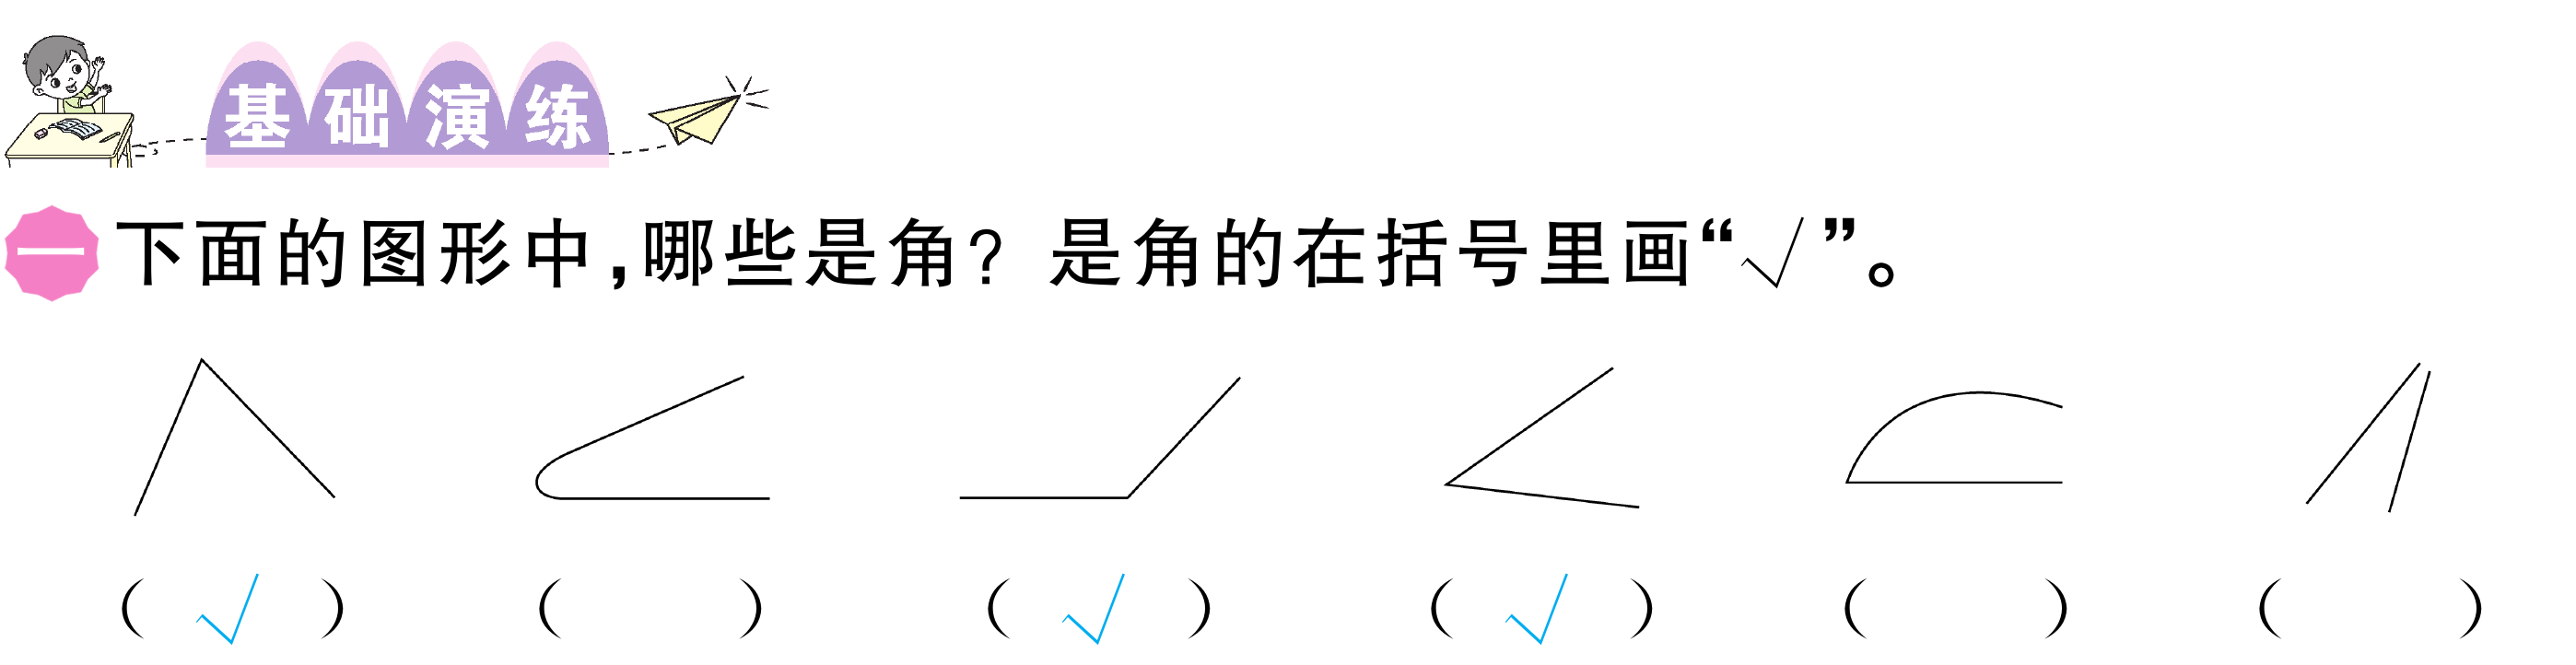 基础演练
一 下面的图形中,哪些是角? 是角的在括号里画“√”。
( √ ) ( ) ( √ ) ( √ ) ( ) ( )